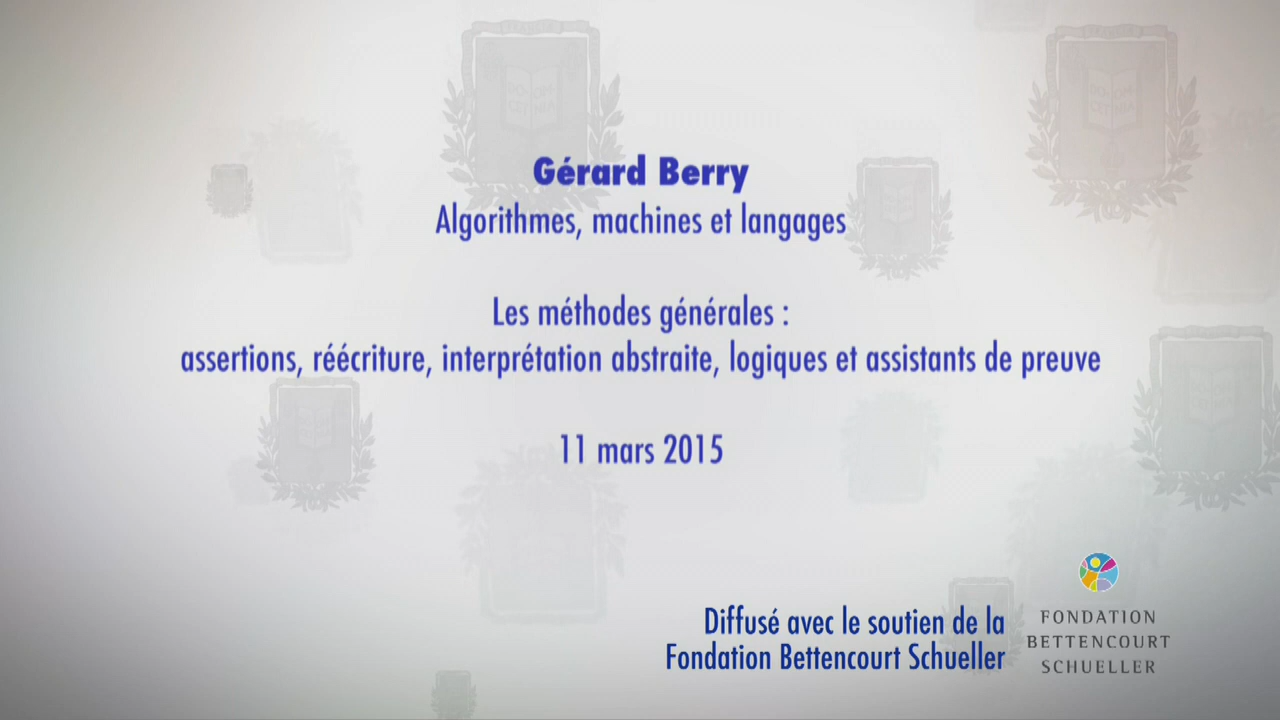 Gérard Berry
Algorithmes, machines et langages
Les méthodes générales :
assertions, réécriture, interprétation abstraite, logiques et assistants de preuve
11 mars 2015
Diffusé avec le soutien de la
Fondation Bettencourt Schueller
FONDATION
BETTENCOURT
SCHUELLER